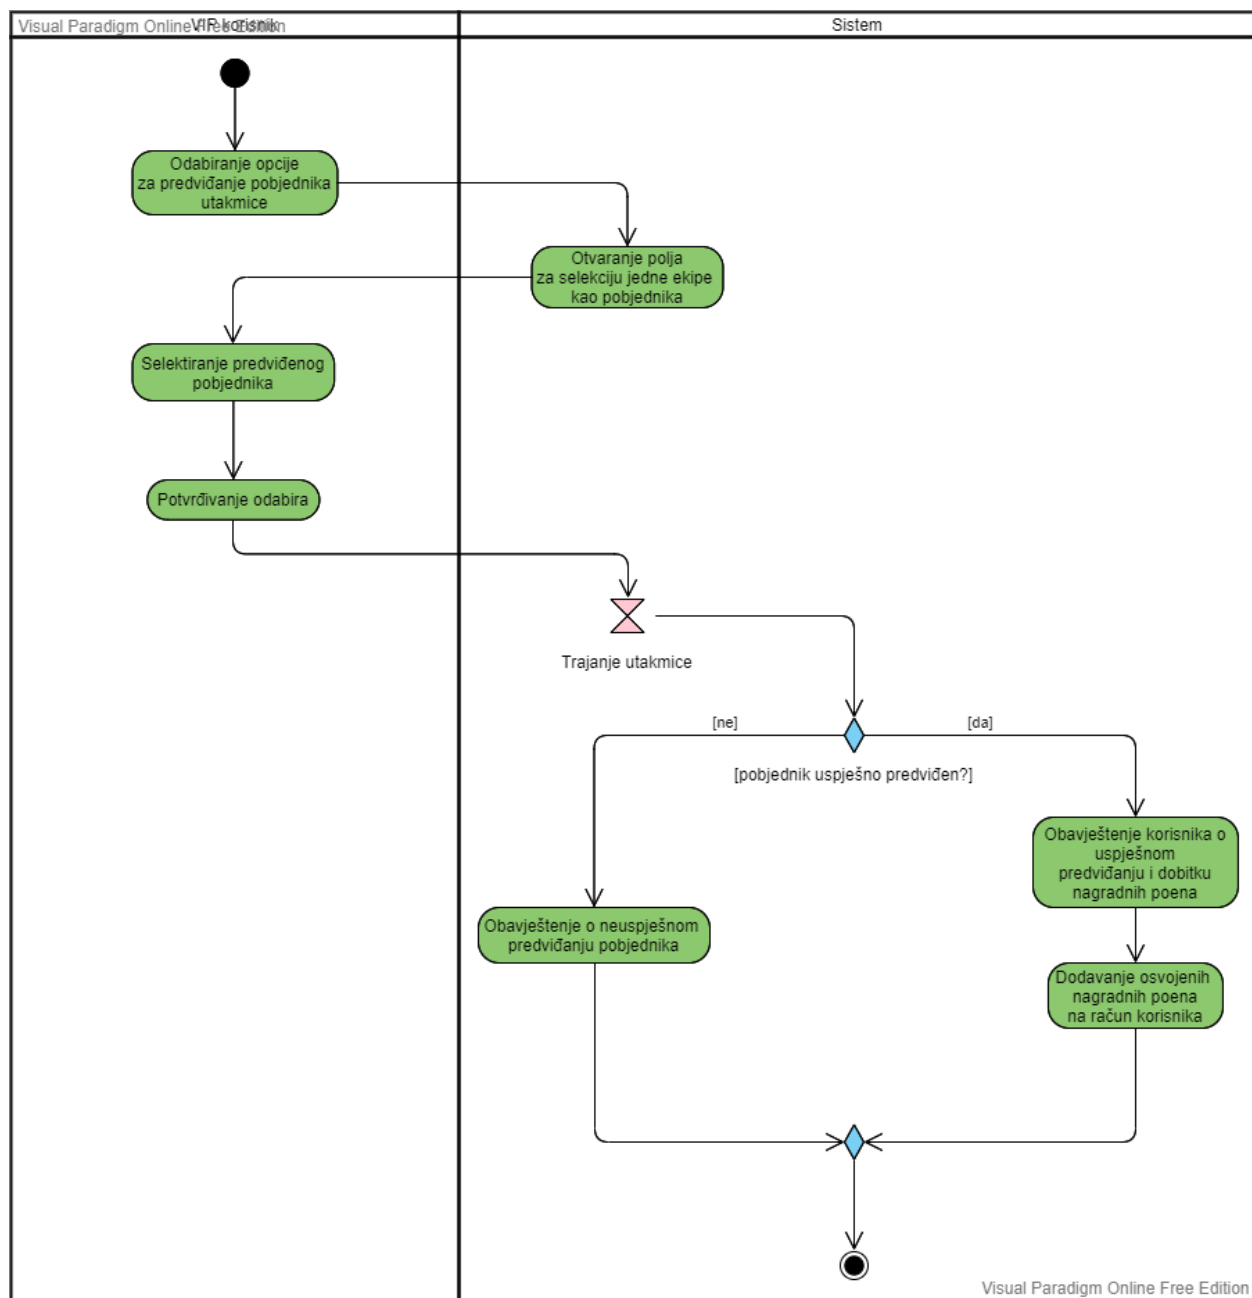 Visual Paradigm Online Free Edition
VIP korisnik
Sistem
Odabiranje opcije
za predviđanje pobjednika
utakmice
Otvaranje polja
za selekciju jedne ekipe
kao pobjednika
Selektiranje predviđenog
pobjednika
Potvrđivanje odabira
Trajanje utakmice
[ne]
[da]
[pobjednik uspješno predviđen?]
Obavještenje korisnika o
uspješnom
predviđanju i dobitku
nagradnih poena
Obavještenje o neuspješnom
predviđanju pobjednika
Dodavanje osvojenih
nagradnih poena
na račun korisnika
Visual Paradigm Online Free Edition